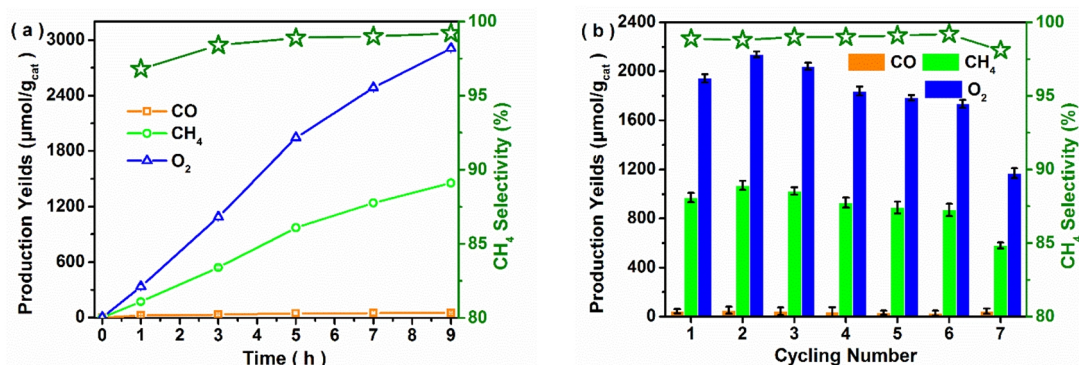 ( a )
Production Yeilds (μmol/gcat)
3000
2400
1800
1200
600
0
CO
CH4
O2
0 1 2 3 4 5 6 7 8 9
Time ( h )
100
95
90
85
80
CH4 Selectivity (%)
( b )
Production Yeilds (μmol/gcat)
2400
2000
1600
1200
800
400
0
CO CH4
O2
1 2 3 4 5 6 7
Cycling Number
100
95
90
85
80
CH4 Selectivity (%)